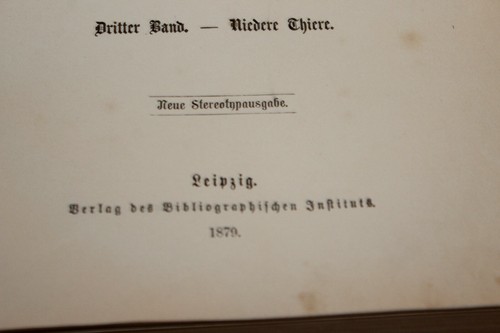 Dritter Band. — Niedere Thiere.
Neue Stereotypausgabe.
Leipzig.
Verlag des Bibliographischen Instituts.
1879.